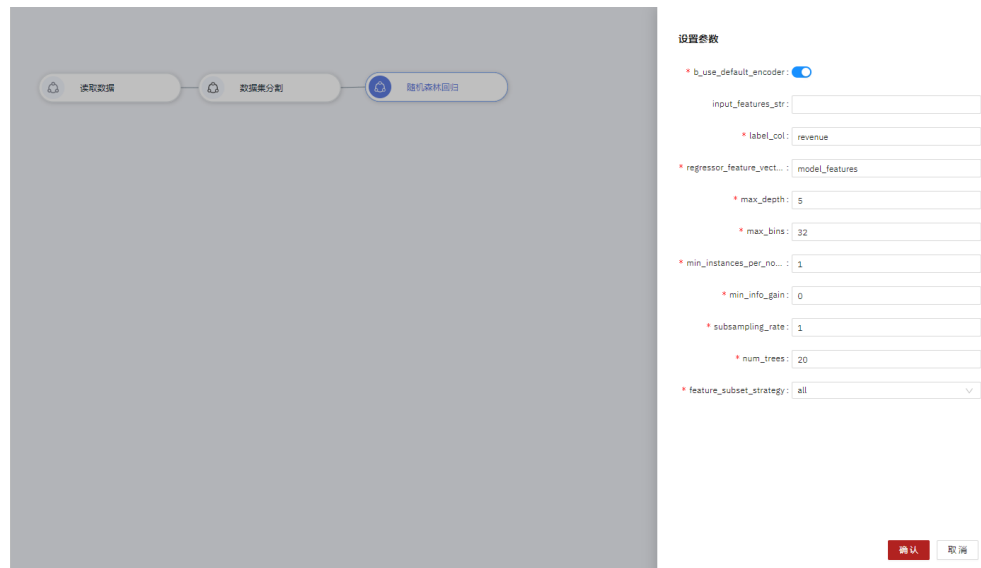 设置参数
* b_use_default_encoder:
读取数据 数据集分割 随机森林回归
input_features_str:
* label_col: revenue
* regressor_feature_vect... : model_features
* max_depth: 5
* max_bins: 32
* min_instances_per_no... : 1
* min_info_gain: 0
* subsampling_rate: 1
* num_trees: 20
* feature_subset_strategy: all
确认 取消